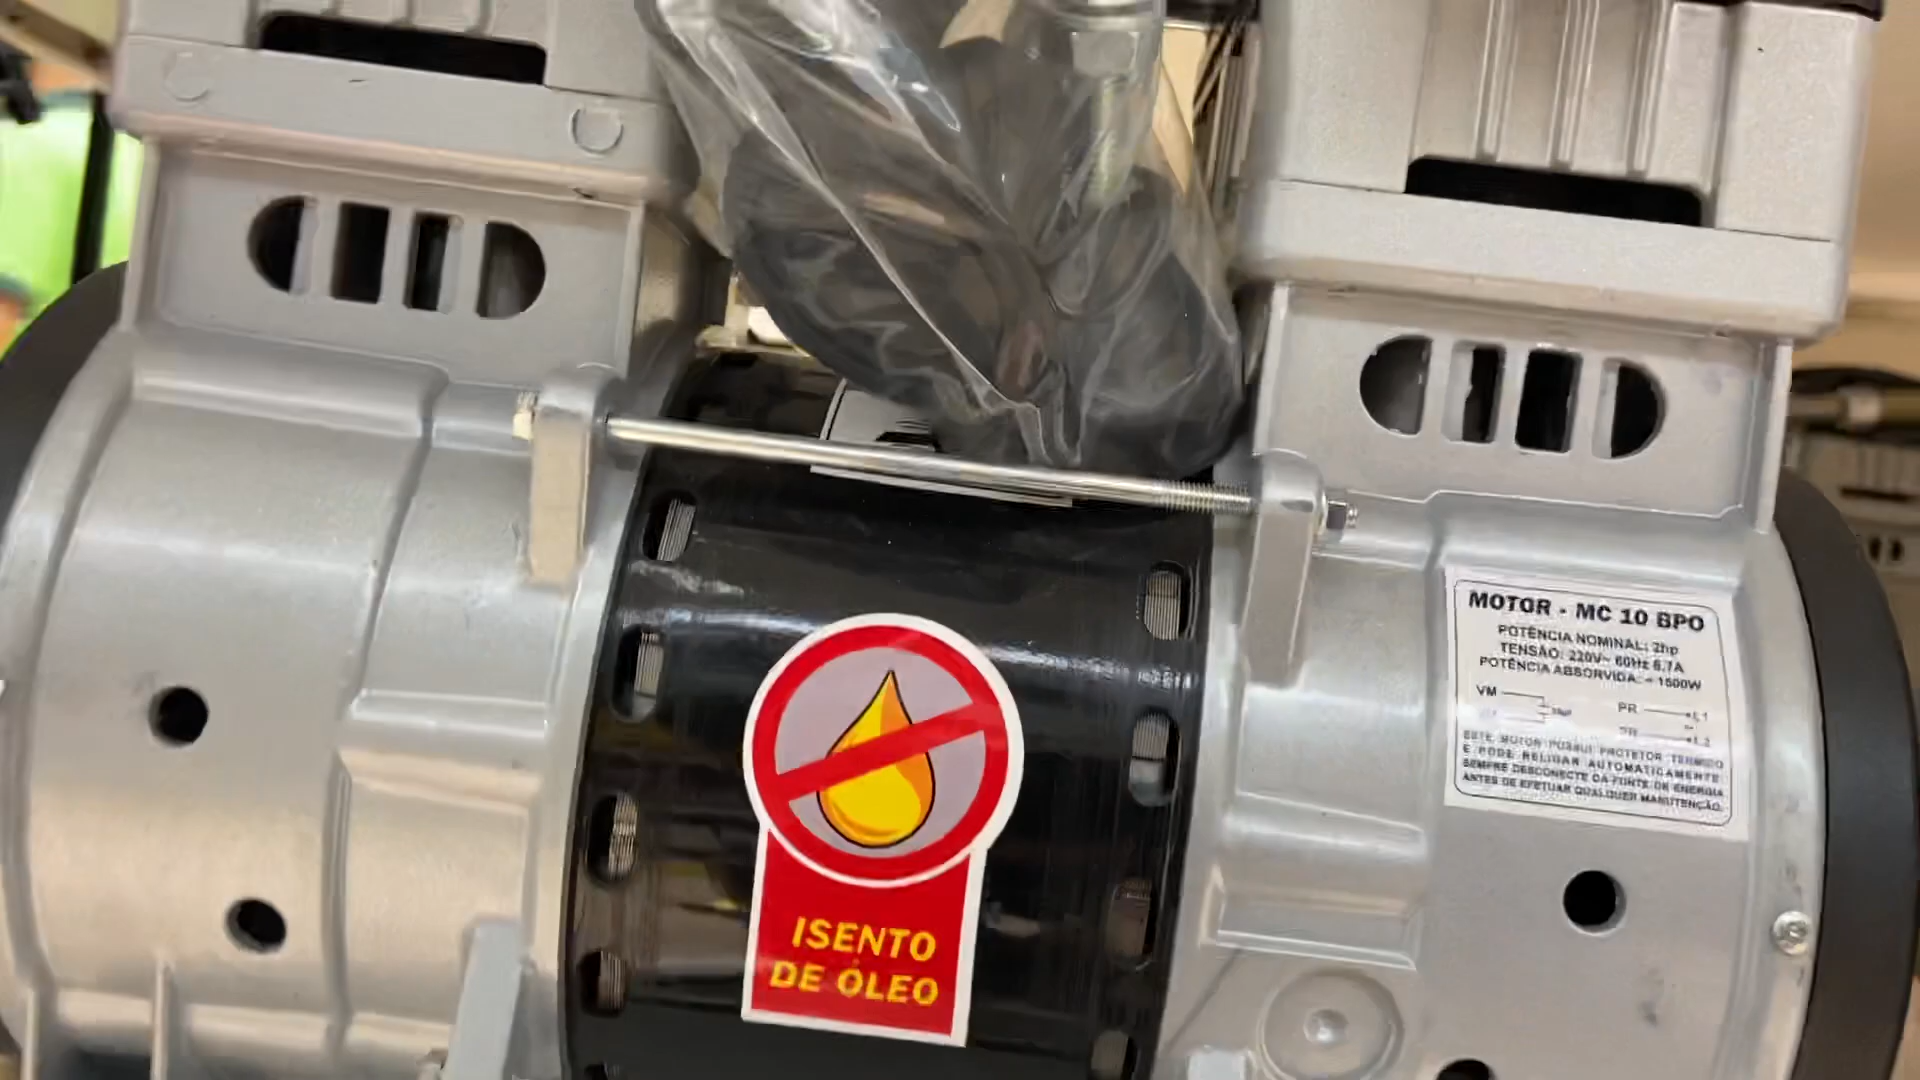 MOTOR - MC 10 BPO
POTÊNCIA NOMINAL: 2hp
TENSÃO: 220V~ 60Hz 6.7A
POTÊNCIA ABSORVIDA: ~ 1500W
VM
PR
L1
L2
ESTE MOTOR POSSUI PROTETOR TÉRMICO
E PODE RELIGAR AUTOMATICAMENTE.
SEMPRE DESCONECTE DA FONTE DE ENERGIA
ANTES DE EFETUAR QUALQUER MANUTENÇÃO.
ISENTO
DE ÓLEO